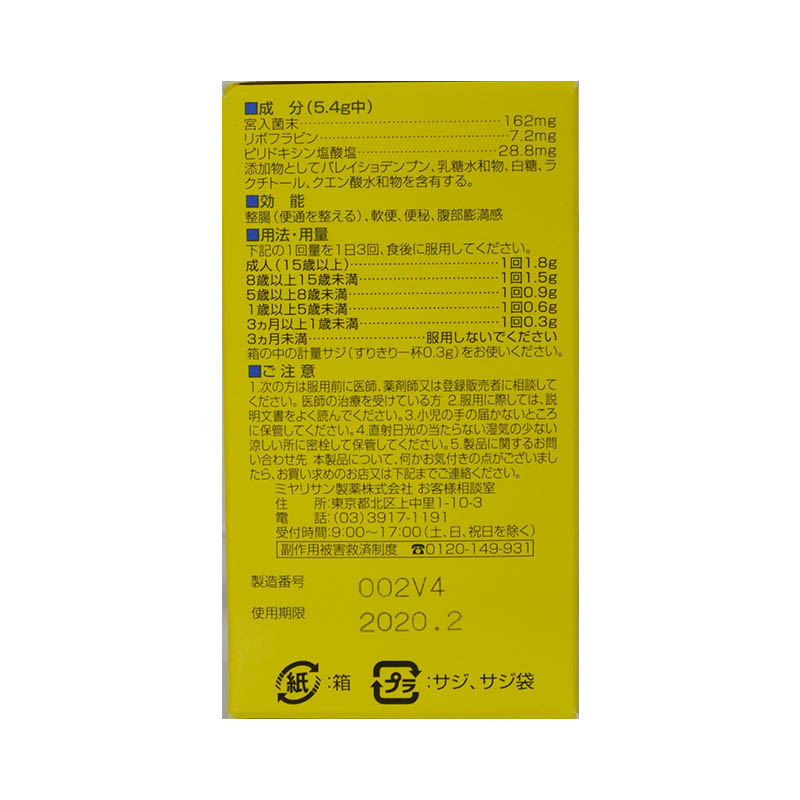 ■成 分(5.4g中)
宮入菌末…………………………162mg
リボフラビン…………………………7.2mg
ピリドキシン塩酸塩…………………28.8mg
添加物としてバレイショデンプン、乳糖水和物、白糖、ラ
クチトール、クエン酸水和物を含有する。
■効 能
整腸(便通を整える)、軟便、便秘、腹部膨満感
■用法・用量
下記の1回量を1日3回、食後に服用してください。
成人(15歳以上)…………………1回1.8g
8歳以上15歳未満…………………1回1.5g
5歳以上8歳未満…………………1回0.9g
1歳以上5歳未満…………………1回0.6g
3ヵ月以上1歳未満…………………1回0.3g
3ヵ月未満……………服用しないでください
箱の中の計量サジ(すりきり一杯0.3g)をお使いください。
■ご 注 意
1.次の方は服用前に医師、薬剤師又は登録販売者に相談して
ください。医師の治療を受けている方 2.服用に際しては、説
明文書をよく読んでください。3.小児の手の届かないところ
に保管してください。4.直射日光の当たらない湿気の少ない
涼しい所に密栓して保管してください。5.製品に関するお問
い合わせ先 本製品について、何かお気付きの点がございまし
たら、お買い求めのお店又は下記までご連絡ください。
ミヤリサン製薬株式会社 お客様相談室
住 所:東京都北区上中里1-10-3
電 話:(03)3917-1191
受付時間:9:00〜17:00(土、日、祝日を除く)
副作用被害救済制度 ☎0120-149-931
製造番号 002V4
使用期限 2020.2
紙:箱 プラ:サジ、サジ袋